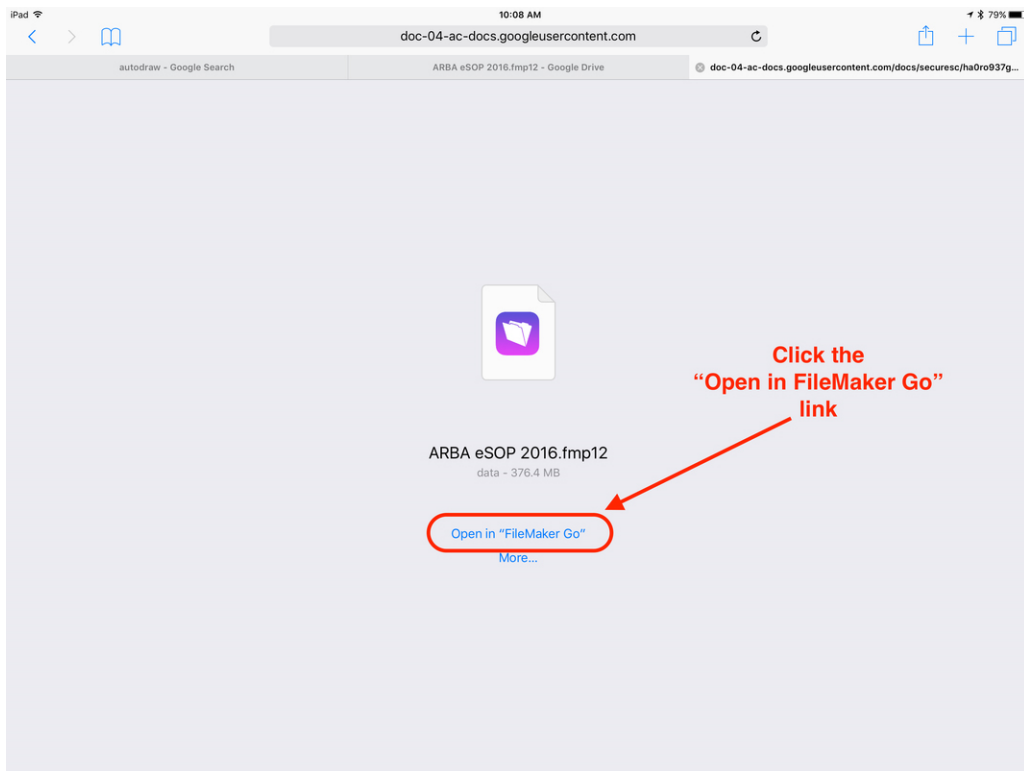 iPad
10:08 AM
79%
doc-04-ac-docs.googleusercontent.com
autodraw - Google Search
ARBA eSOP 2016.fmp12 - Google Drive
doc-04-ac-docs.googleusercontent.com/docs/securesc/ha0ro937g...
Click the
“Open in FileMaker Go”
link
ARBA eSOP 2016.fmp12
data - 376.4 MB
Open in “FileMaker Go”
More...